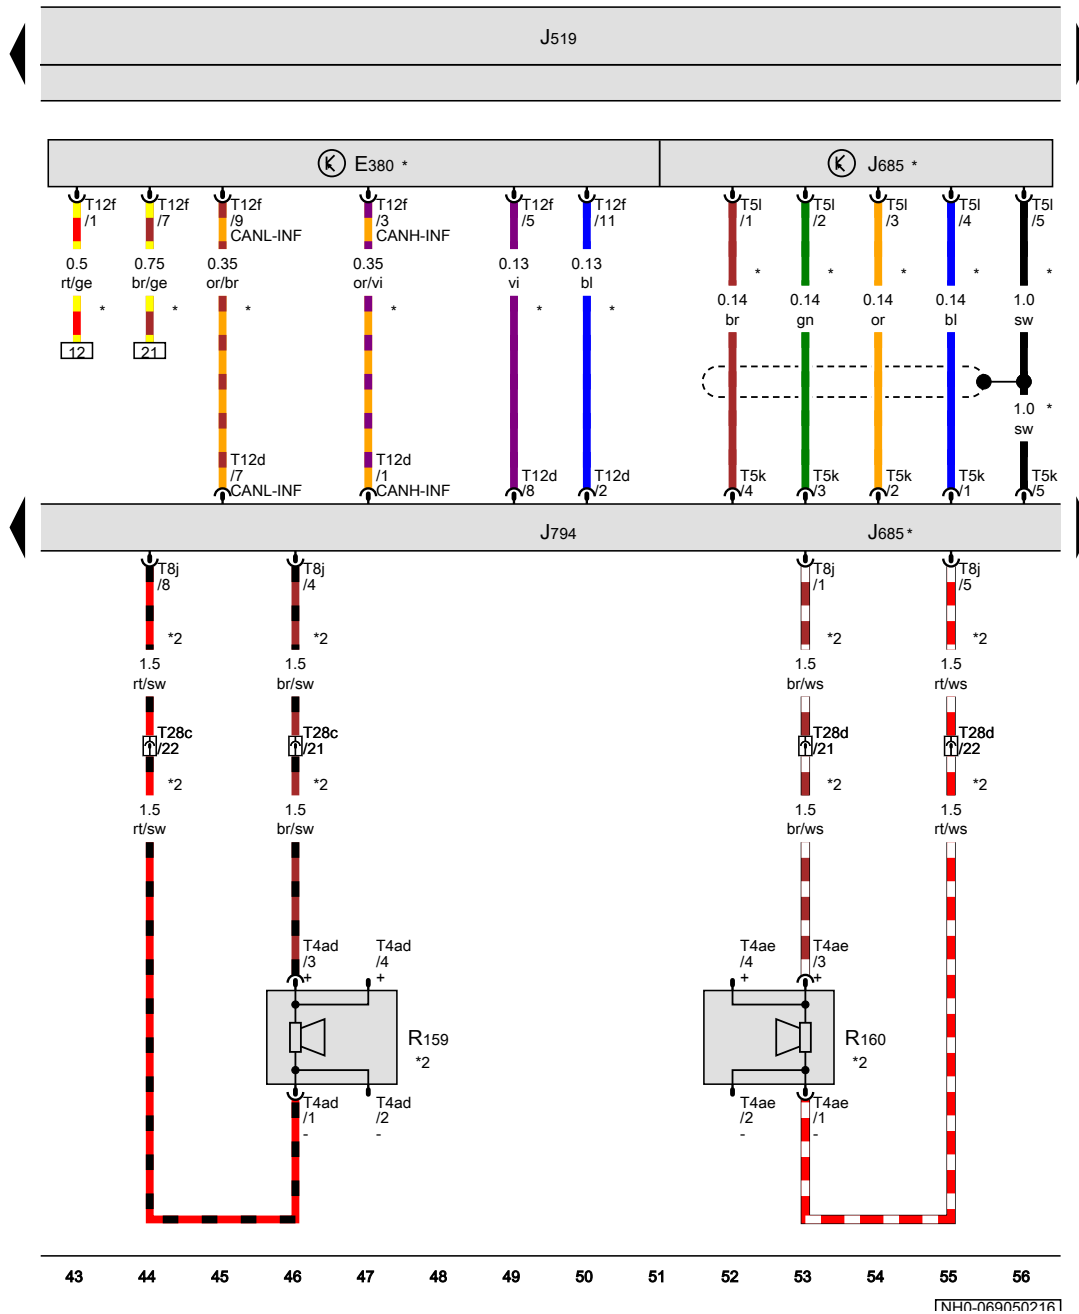 J519
E380 *
J685 *
T12f
/1
T12f
/7
T12f
/9
CANL-INF
T12f
/3
CANH-INF
T12f
/5
T12f
/11
T5l
/1
T5l
/2
T5l
/3
T5l
/4
T5l
/5
0.5
rt/ge
*
0.75
br/ge
*
0.35
or/br
*
0.35
or/vi
*
0.13
vi
*
0.13
bl
*
*
0.14
br
*
0.14
gn
*
0.14
or
*
0.14
bl
*
1.0
sw
12
21
1.0 *
sw
T12d
/7
CANL-INF
T12d
/1
CANH-INF
T12d
/8
T12d
/2
T5k
/4
T5k
/3
T5k
/2
T5k
/1
T5k
/5
J794
J685 *
T8j
/8
T8j
/4
T8j
/1
T8j
/5
*2
*2
*2
*2
1.5
rt/sw
1.5
br/sw
1.5
br/ws
1.5
rt/ws
T28c
/22
T28c
/21
T28d
/21
T28d
/22
*2
*2
*2
*2
1.5
rt/sw
1.5
br/sw
1.5
br/ws
1.5
rt/ws
T4ad
/3
+
T4ad
/4
+
T4ae
/4
+
T4ae
/3
+
R159
*2
R160
*2
T4ad
/1
-
T4ad
/2
-
T4ae
/2
-
T4ae
/1
-
43 44 45 46 47 48 49 50 51 52 53 54 55 56
NH0-069050216